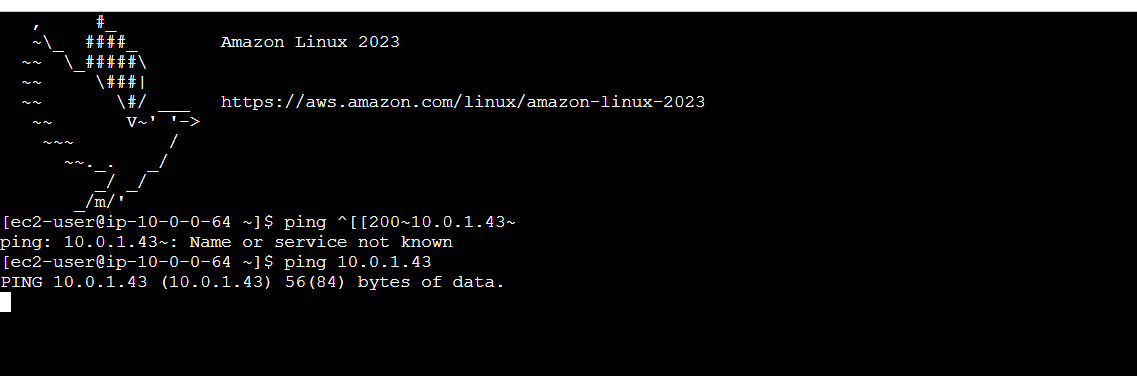 ,     #_
   ~\_  ####_        Amazon Linux 2023
  ~~  \_#####\
  ~~     \###|
  ~~       \#/ ___   https://aws.amazon.com/linux/amazon-linux-2023
   ~~       V~' '->
    ~~~         /
      ~~._.   _/
         _/ _/
       _/m/'
[ec2-user@ip-10-0-0-64 ~]$ ping ^[[200~10.0.1.43~
ping: 10.0.1.43~: Name or service not known
[ec2-user@ip-10-0-0-64 ~]$ ping 10.0.1.43
PING 10.0.1.43 (10.0.1.43) 56(84) bytes of data.